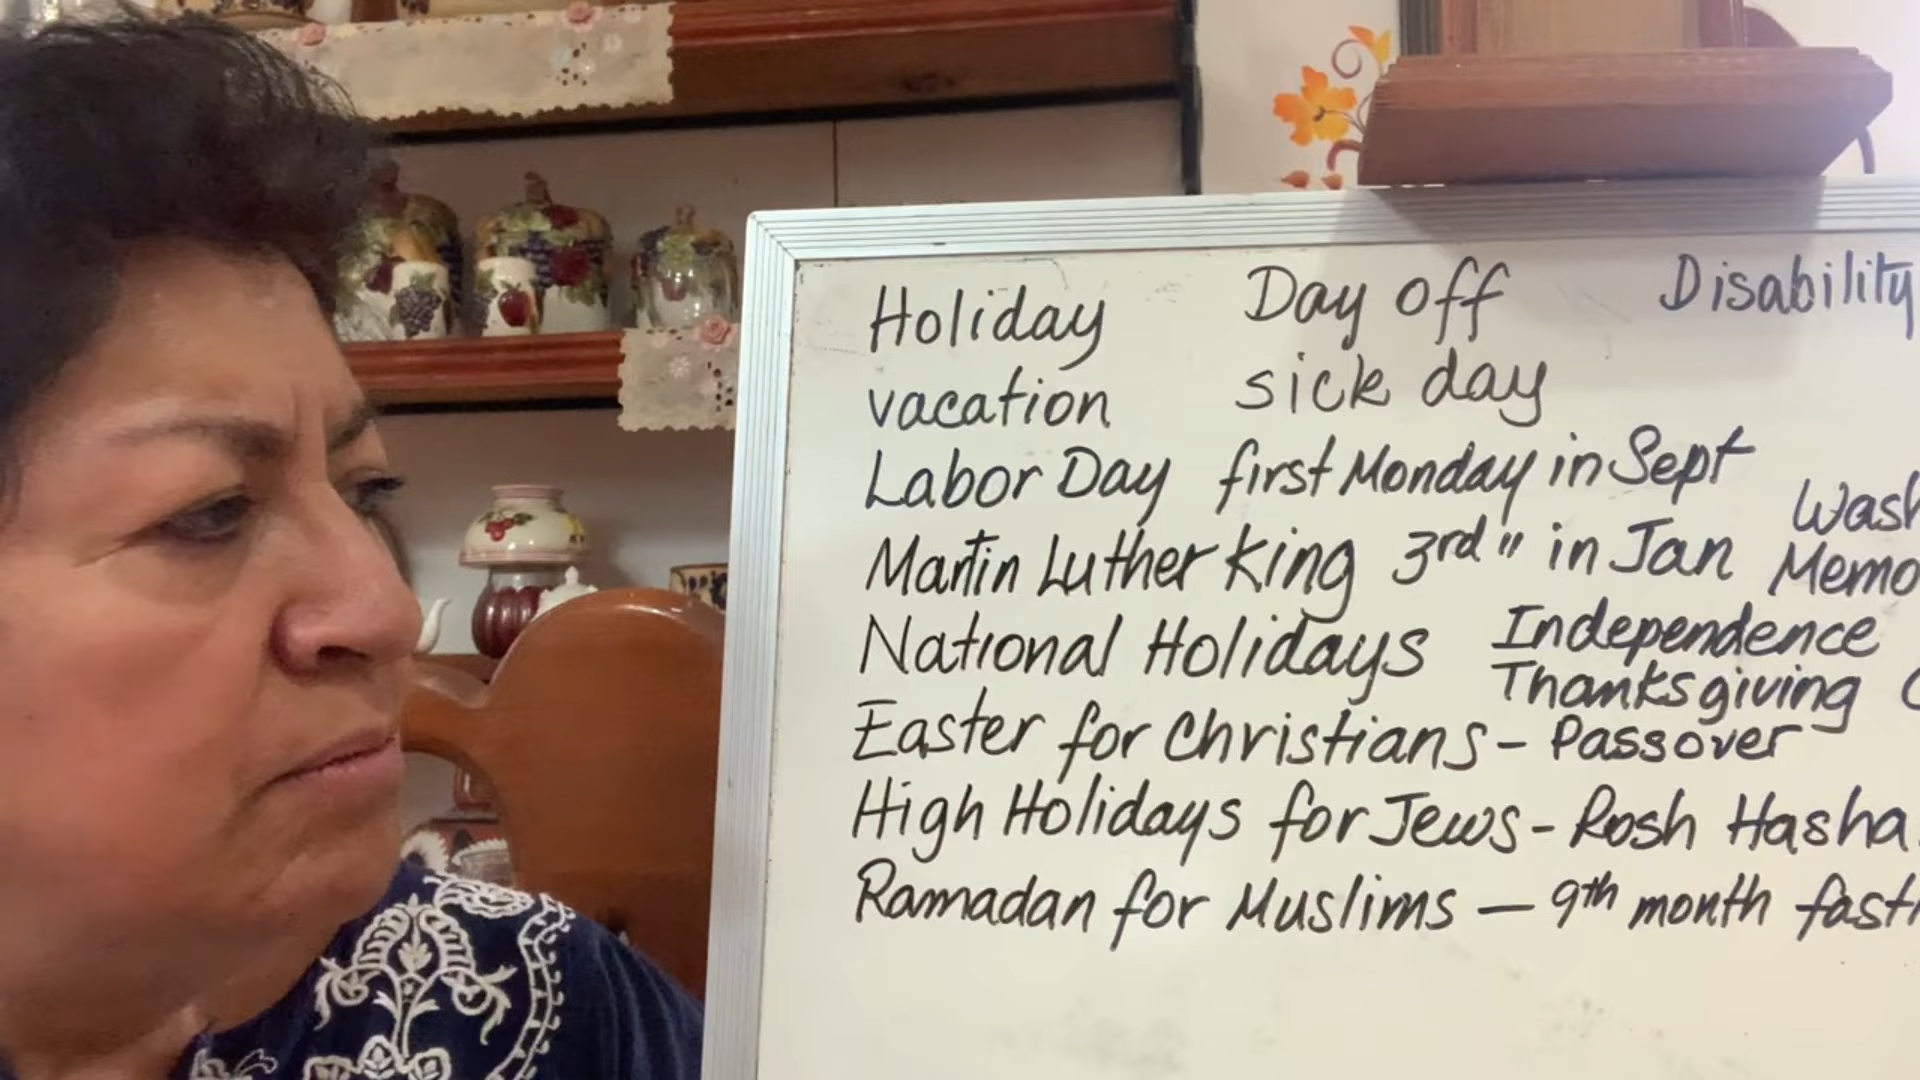 Holiday Day off Disability
vacation sick day
Labor Day first Monday in Sept
Martin Luther King 3rd " in Jan
National Holidays Independence
Thanksgiving
Easter for Christians - Passover
High Holidays for Jews - Rosh Hasha
Ramadan for Muslims — 9th month